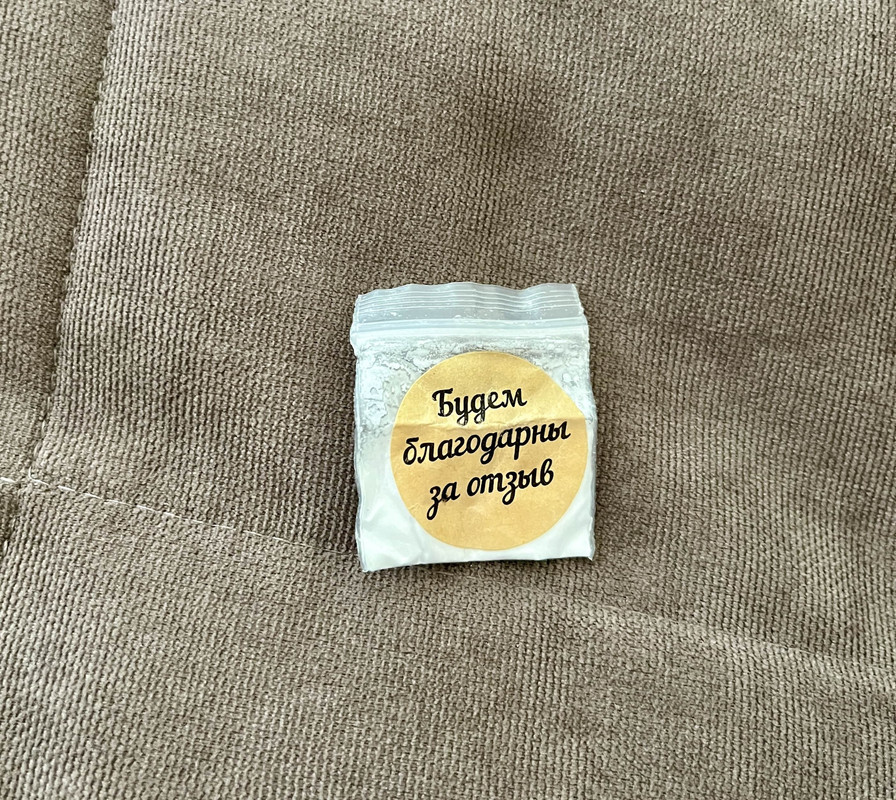 Будем
благодарны
за отзыв